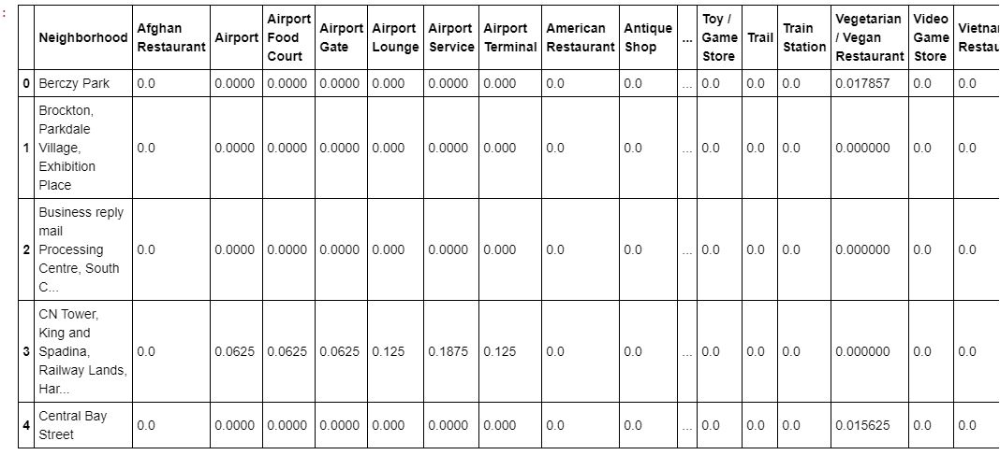 :
Neighborhood Afghan Restaurant Airport Airport Food Court Airport Gate Airport Lounge Airport Service Airport Terminal American Restaurant Antique Shop ... Toy / Game Store Trail Train Station Vegetarian / Vegan Restaurant Video Game Store Vietnar Restau
0 Berczy Park 0.0 0.0000 0.0000 0.0000 0.000 0.0000 0.000 0.0 0.0 ... 0.0 0.0 0.0 0.017857 0.0 0.0
1 Brockton, Parkdale Village, Exhibition Place 0.0 0.0000 0.0000 0.0000 0.000 0.0000 0.000 0.0 0.0 ... 0.0 0.0 0.0 0.000000 0.0 0.0
2 Business reply mail Processing Centre, South C... 0.0 0.0000 0.0000 0.0000 0.000 0.0000 0.000 0.0 0.0 ... 0.0 0.0 0.0 0.000000 0.0 0.0
3 CN Tower, King and Spadina, Railway Lands, Har... 0.0 0.0625 0.0625 0.0625 0.125 0.1875 0.125 0.0 0.0 ... 0.0 0.0 0.0 0.000000 0.0 0.0
4 Central Bay Street 0.0 0.0000 0.0000 0.0000 0.000 0.0000 0.000 0.0 0.0 ... 0.0 0.0 0.0 0.015625 0.0 0.0